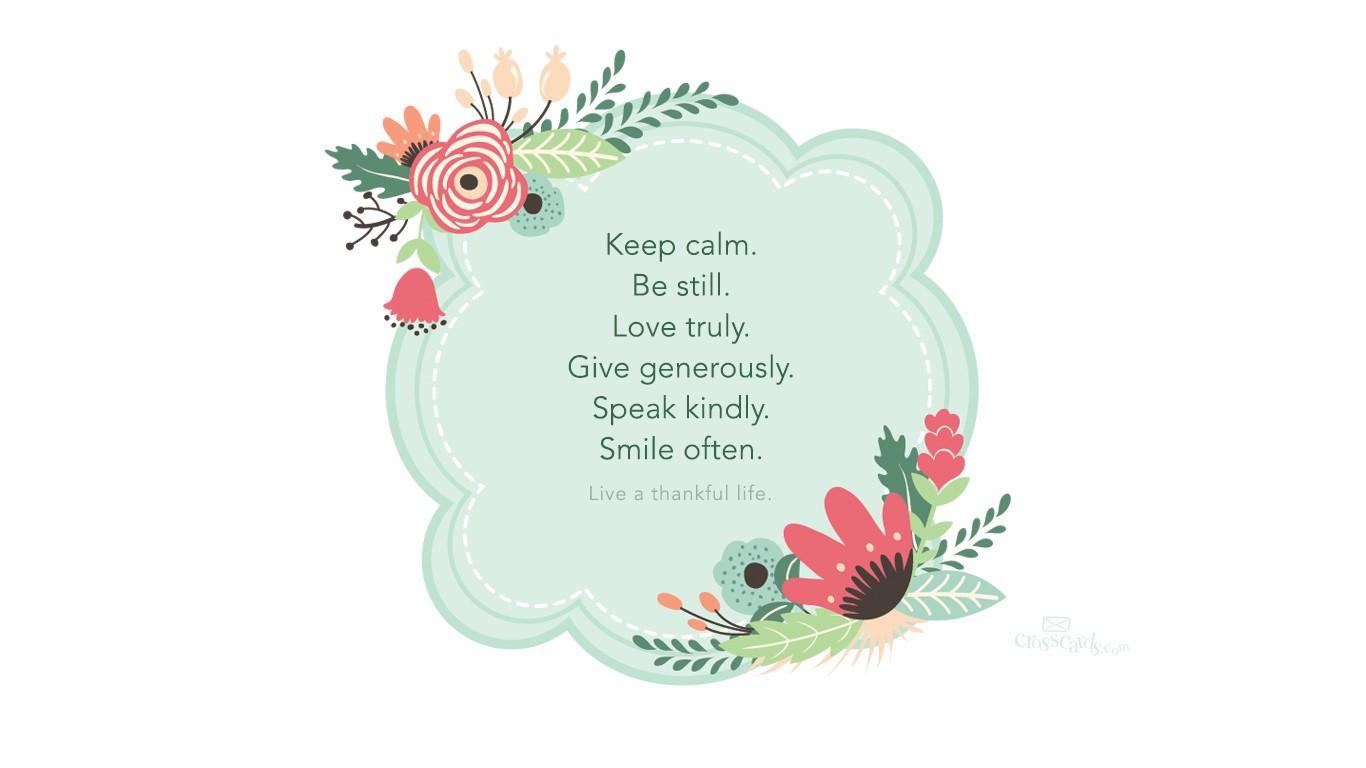 Keep calm.
Be still.
Love truly.
Give generously.
Speak kindly.
Smile often.
Live a thankful life.
crosscards.com